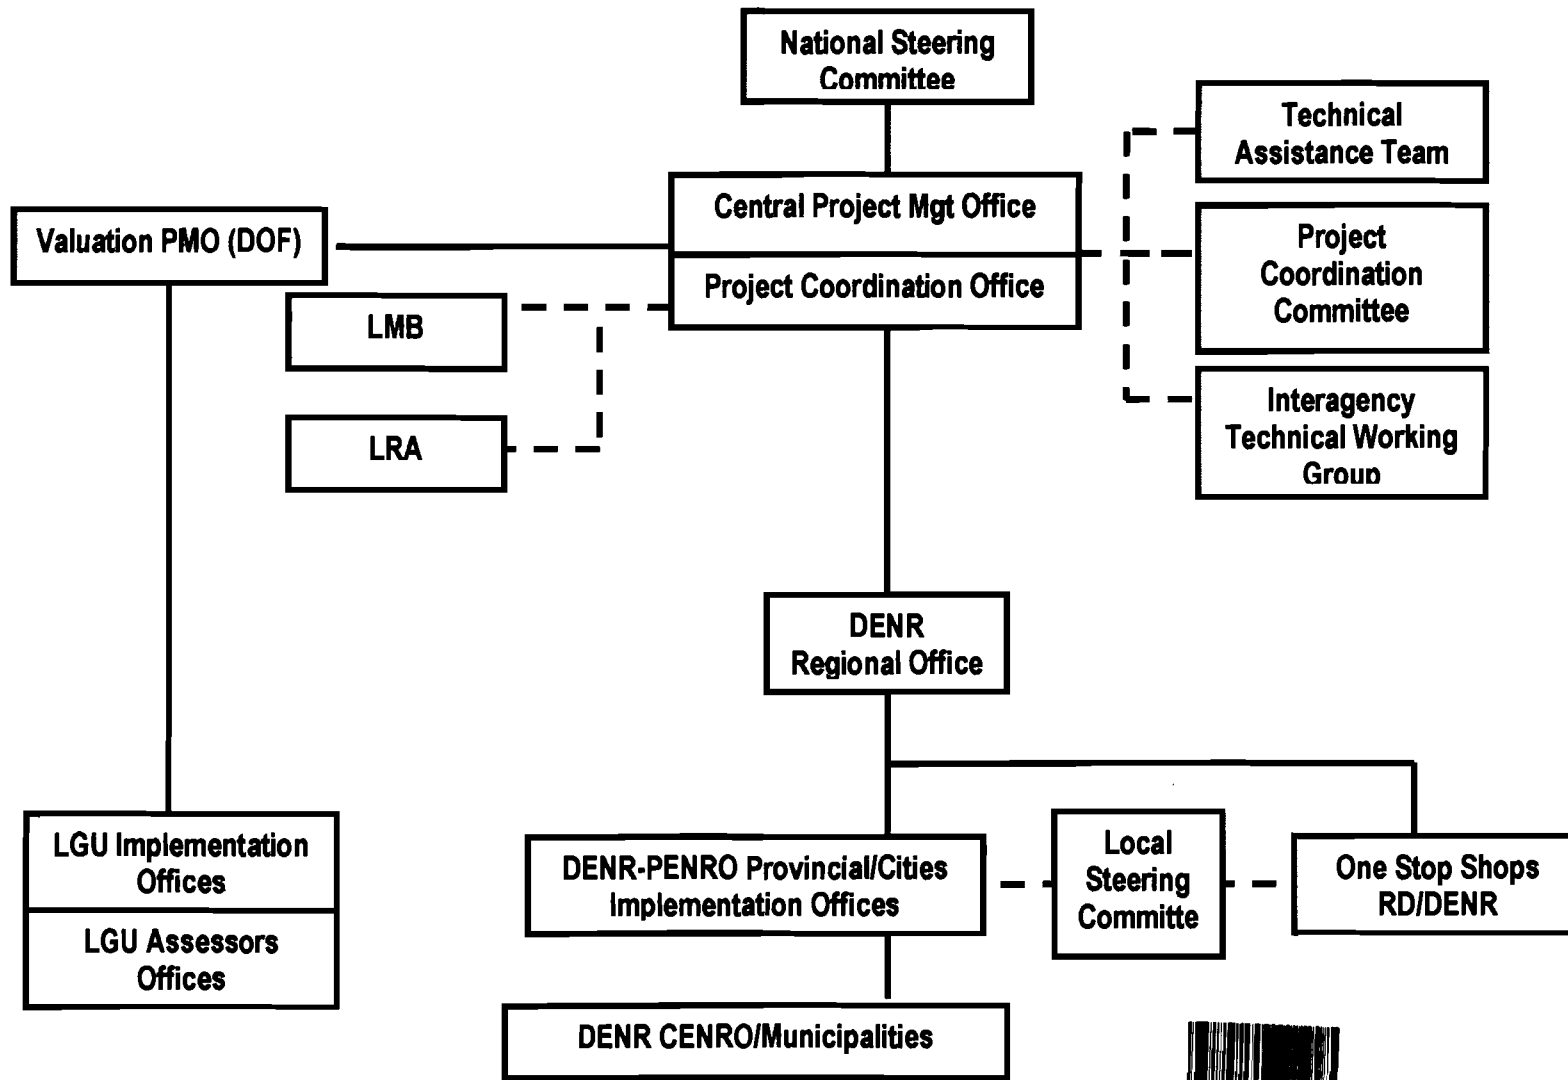 National Steering
Committee
Technical
Assistance Team
Central Project Mgt Office
Valuation PMO (DOF)
Project
Coordination
Committee
Project Coordination Office
LMB
LRA
Interagency
Technical Working
Group
DENR
Regional Office
LGU Implementation
Offices
LGU Assessors
Offices
DENR-PENRO Provincial/Cities
Implementation Offices
Local
Steering
Committe
One Stop Shops
RD/DENR
DENR CENRO/Municipalities